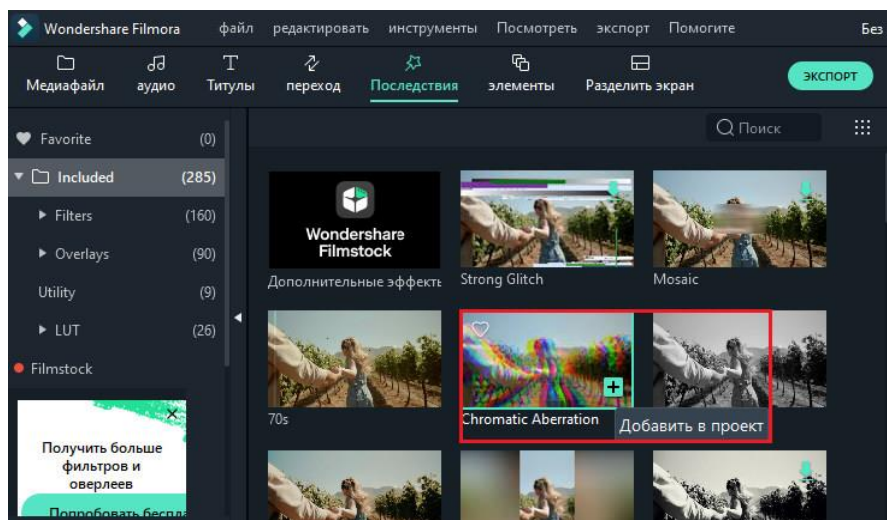 Wondershare Filmora файл редактировать инструменты Посмотреть экспорт Помогите Без
Медиафайл аудио Титулы переход Последствия элементы Разделить экран экспорт
Favorite (0)
Поиск
Included (285)
Filters (160)
Overlays (90)
Utility (9)
LUT (26)
Filmstock
Wondershare
Filmstock
Дополнительные эффекты
Strong Glitch
Mosaic
70s
Chromatic Aberration
Добавить в проект
Получить больше
фильтров и
оверлеев
Попробовать